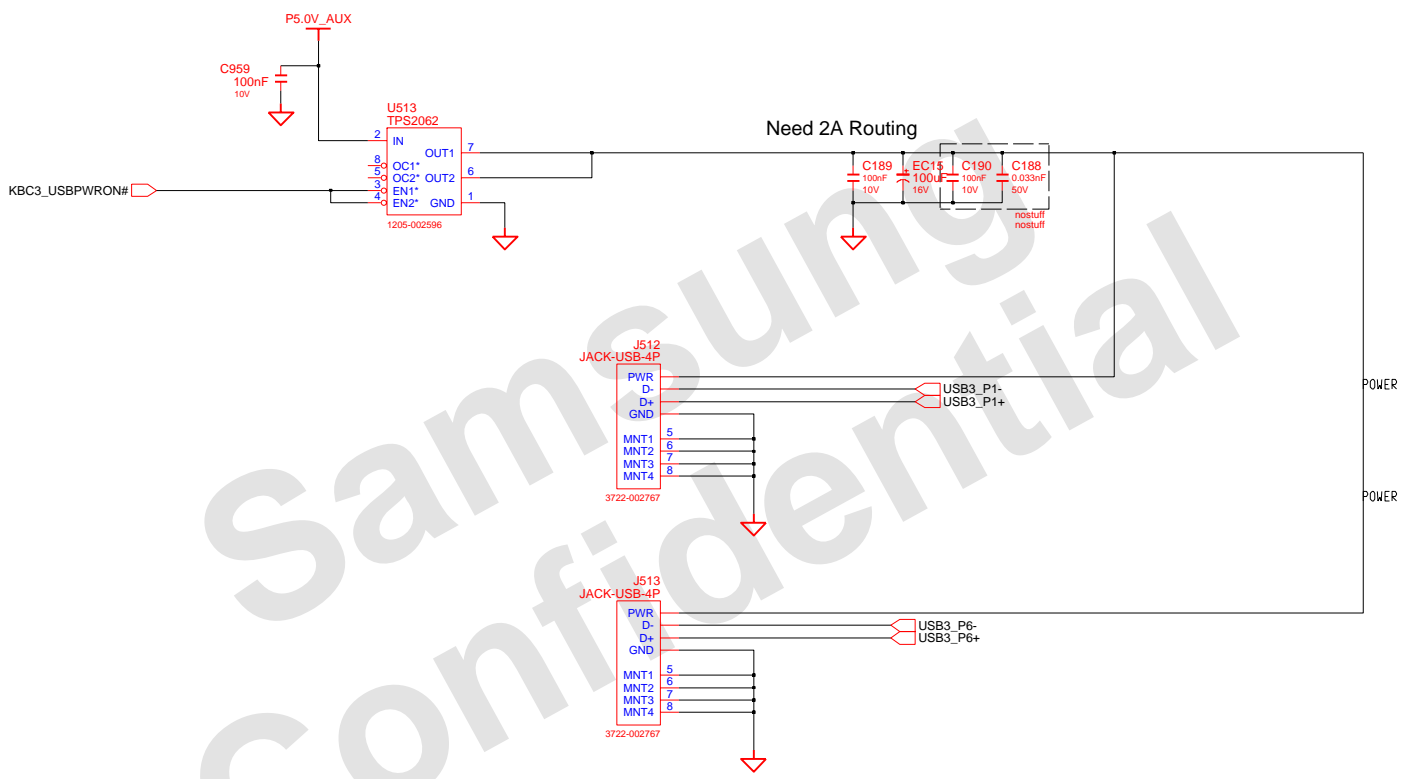 P5.0V_AUX
C959
100nF
10V
U513
TPS2062
2 IN
OUT1 7
8 OC1*
5 OC2*
OUT2 6
3 EN1*
4 EN2*
GND 1
1205-002596
KBC3_USBPWRON#
Need 2A Routing
C189
100nF
10V
EC15
100uF
16V
C190
100nF
10V
C188
0.033nF
50V
nostuff
nostuff
J512
JACK-USB-4P
PWR
D-
D+
GND
MNT1 5
MNT2 6
MNT3 7
MNT4 8
3722-002767
USB3_P1-
USB3_P1+
POWER
POWER
J513
JACK-USB-4P
PWR
D-
D+
GND
MNT1 5
MNT2 6
MNT3 7
MNT4 8
3722-002767
USB3_P6-
USB3_P6+
Samsung
Confidential